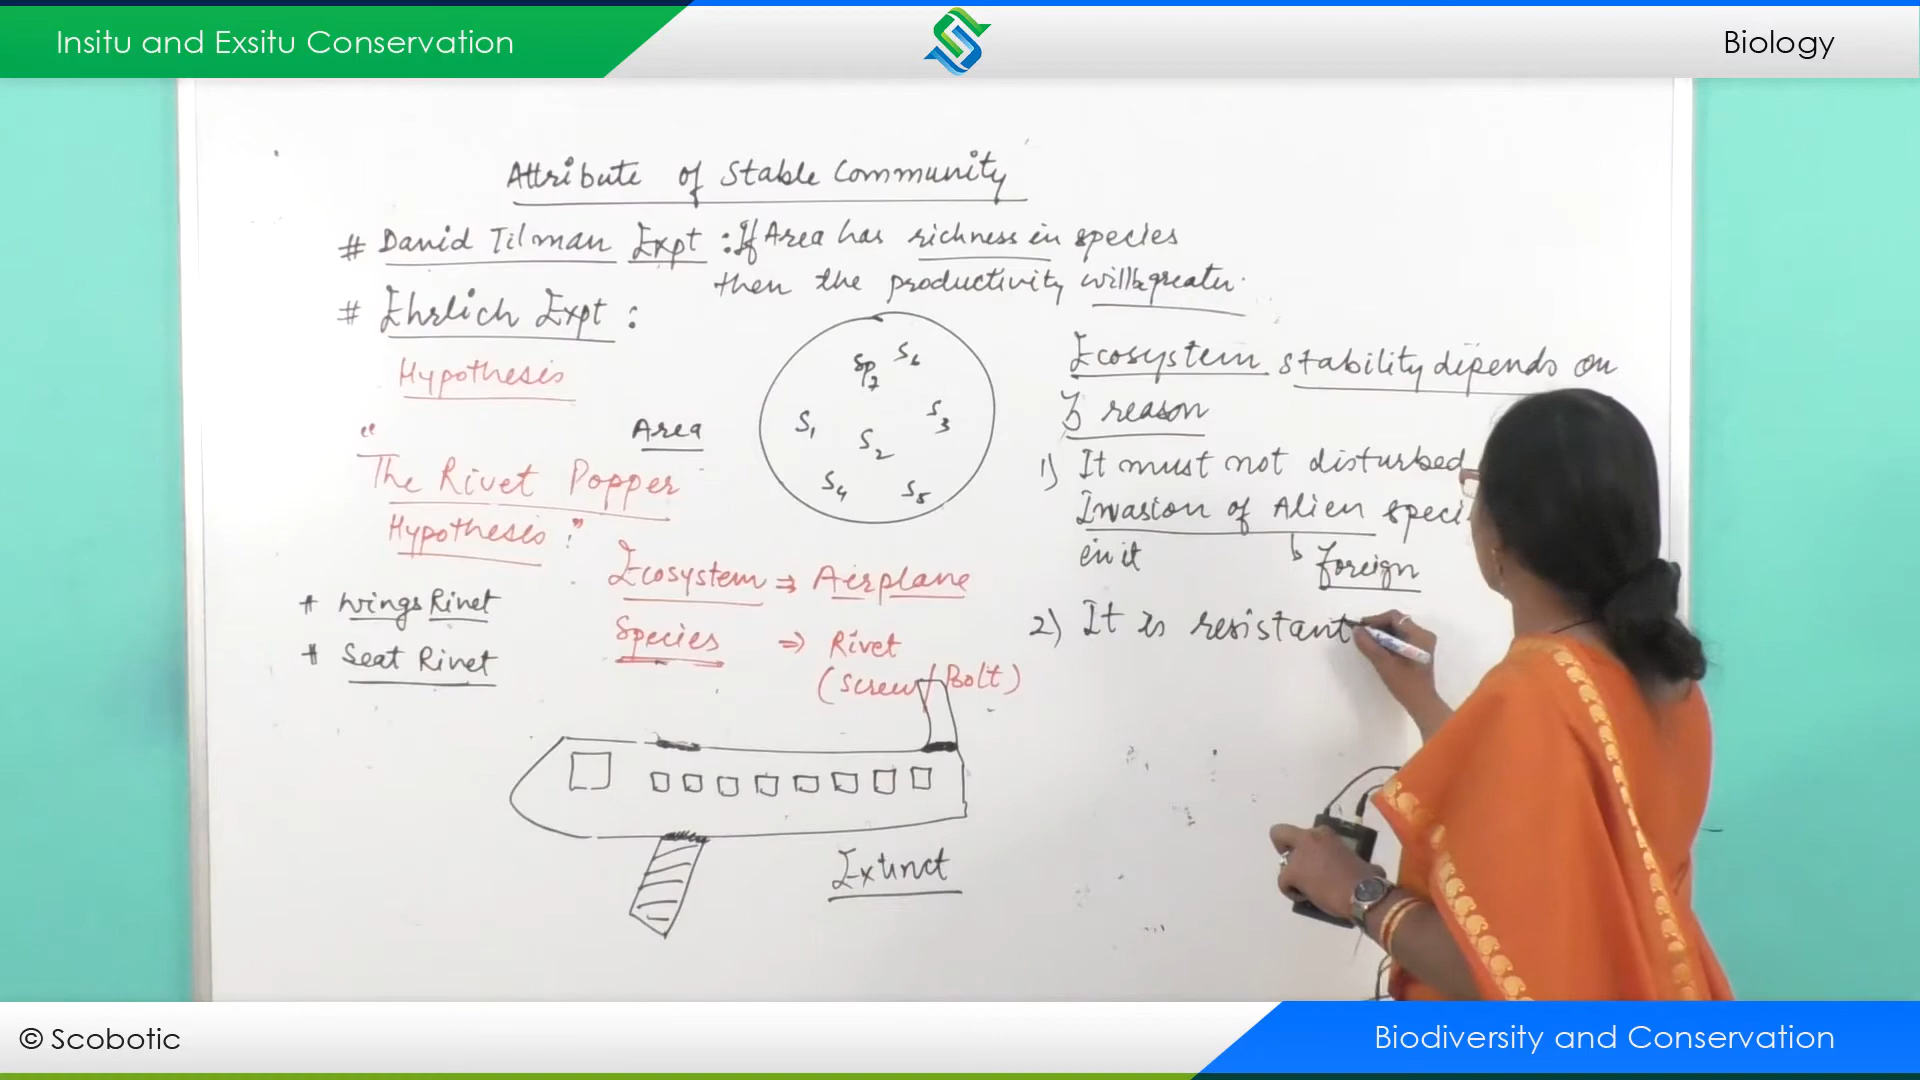 Insitu and Exsitu Conservation
Biology
Attribute of Stable Community
# David Tilman Expt : If Area has richness in species
then the productivity will be greater.
# Ehrlich Expt :
Hypothesis
"The Rivet Popper
Hypothesis"
Area
Sp7
S6
S1
S3
S2
S4
S5
Ecosystem stability depends on
3 reason
1) It must not disturbed
Invasion of Alien speci
in it
Foreign
2) It is resistant
Ecosystem ⇒ Airplane
Species ⇒ Rivet
(Screw/Bolt)
* Wings Rivet
* Seat Rivet
Extinct
© Scobotic
Biodiversity and Conservation